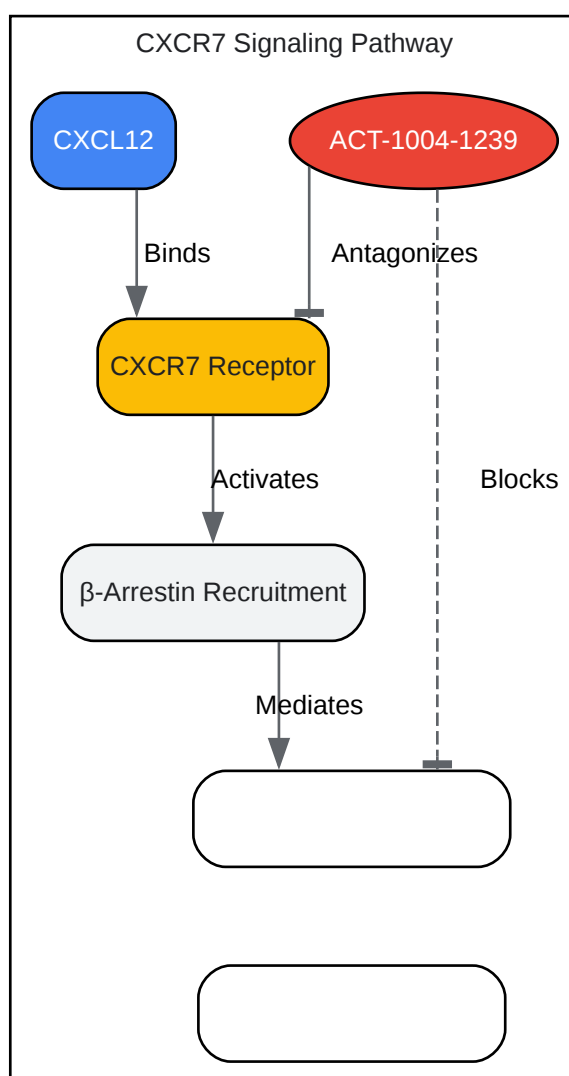 CXCR7 Signaling Pathway
CXCL12
ACT-1004-1239
Binds
Antagonizes
CXCR7 Receptor
Activates
Blocks
β-Arrestin Recruitment
Mediates